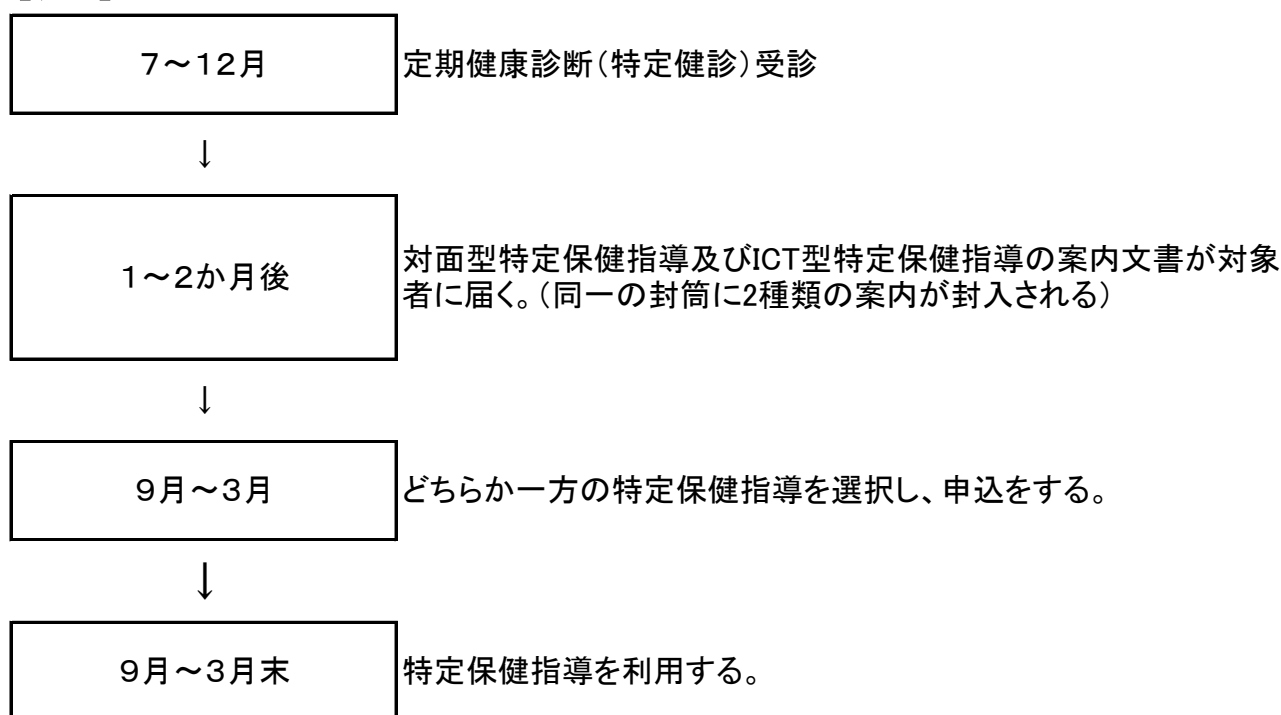 7~12月
定期健康診断(特定健診)受診
↓
1~2か月後
対面型特定保健指導及びICT型特定保健指導の案内文書が対象
者に届く。(同一の封筒に2種類の案内が封入される)
↓
9月~3月
どちらか一方の特定保健指導を選択し、申込をする。
↓
9月~3月末
特定保健指導を利用する。